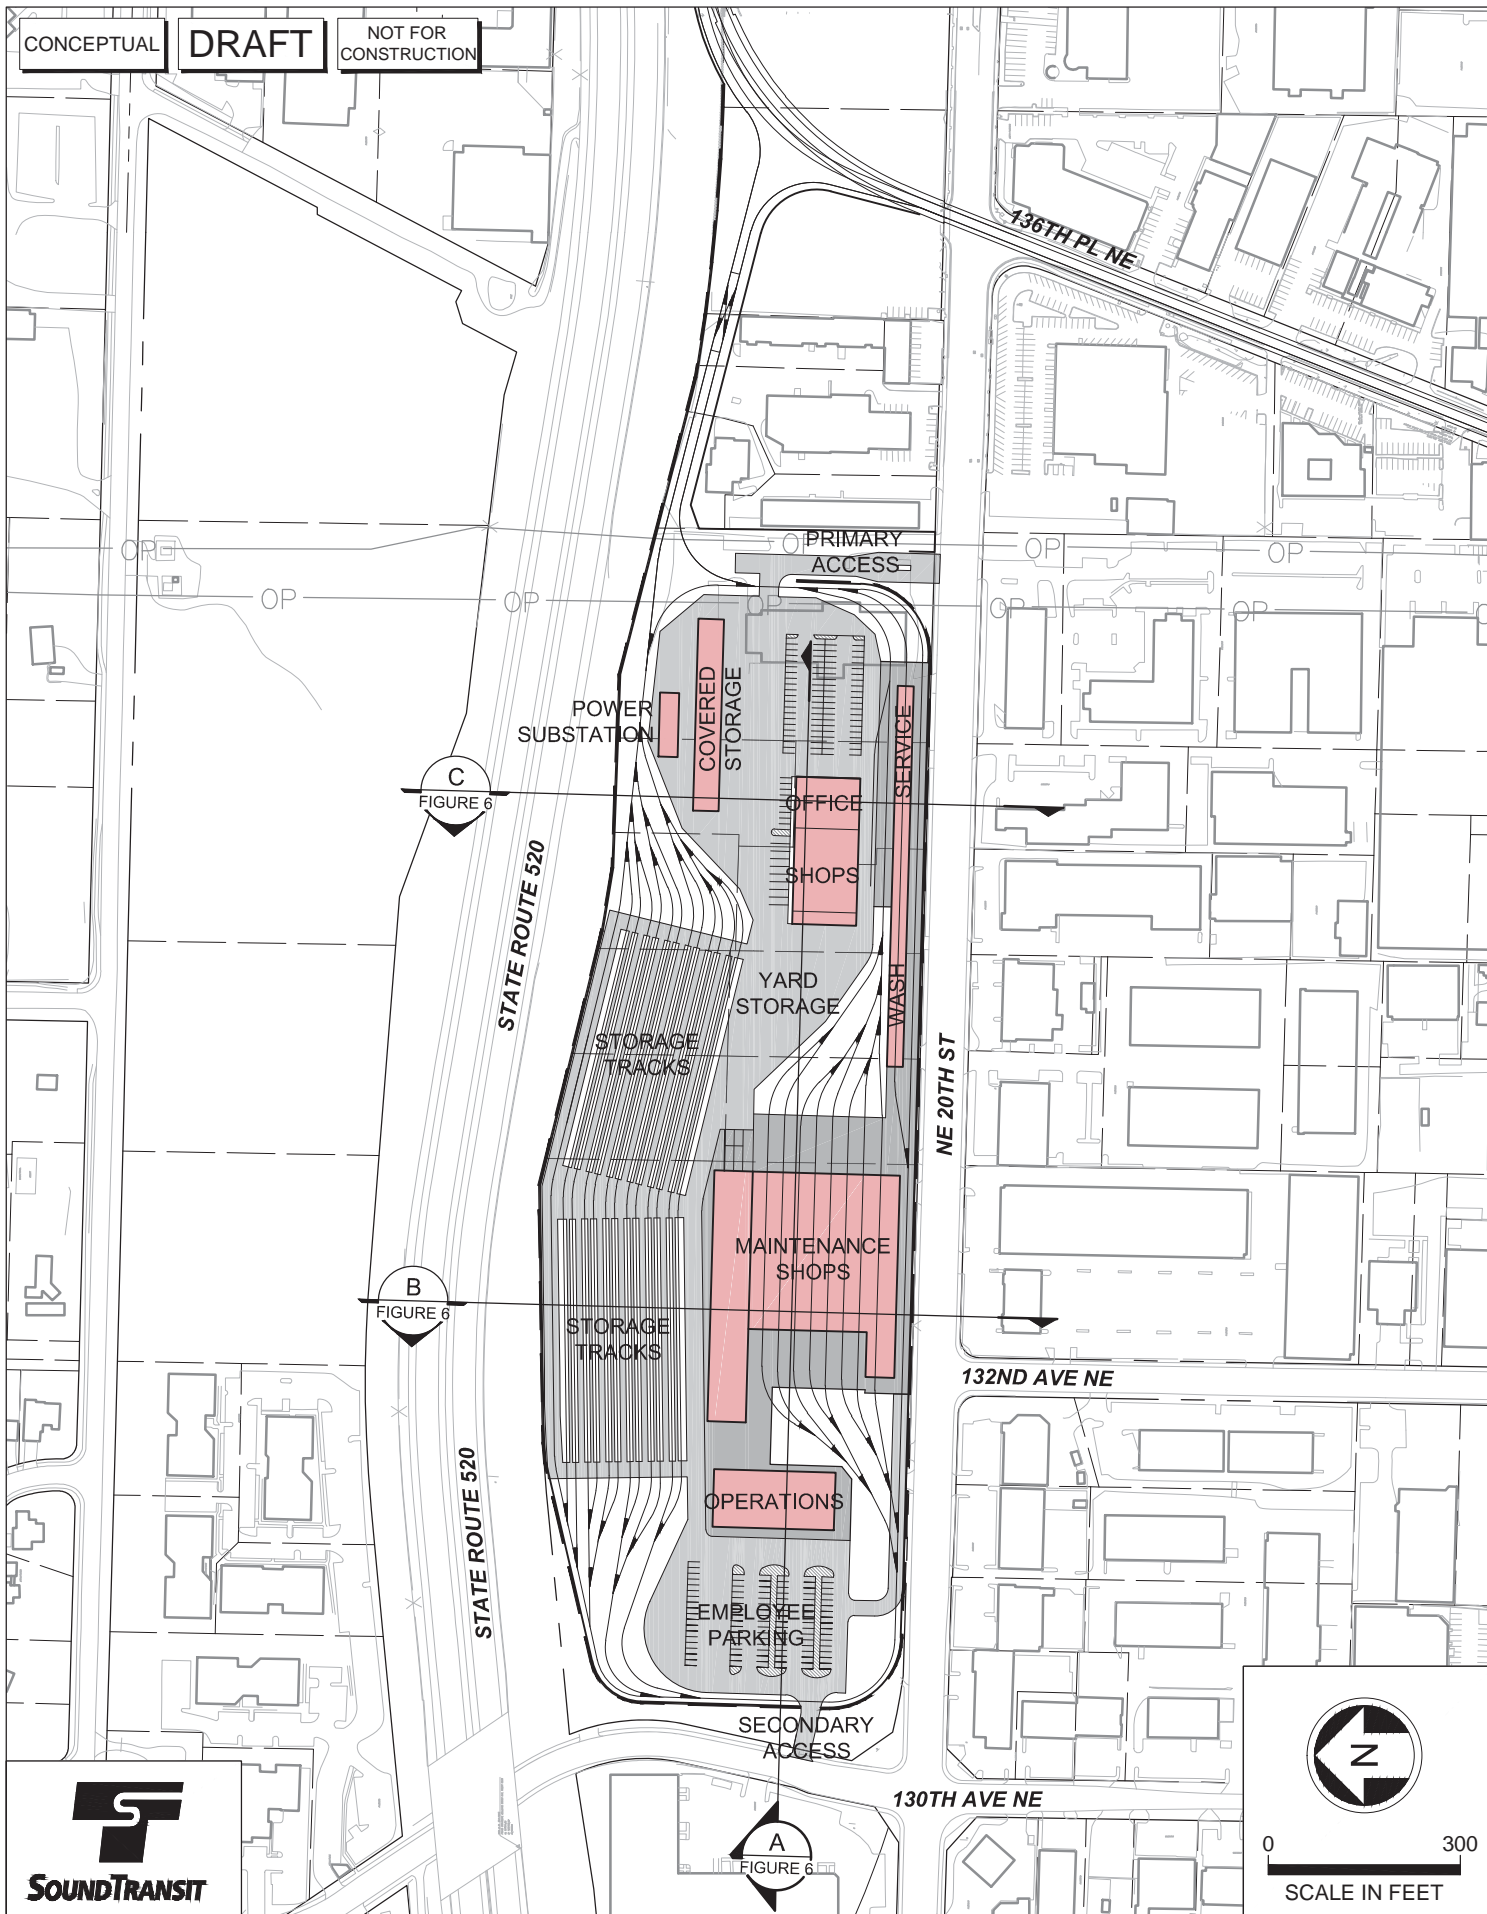 CONCEPTUAL
DRAFT
NOT FOR
CONSTRUCTION
136TH PL NE
OP
OP
OP
OP
PRIMARY
ACCESS
OP
OP
OP
OP
OP
POWER
SUBSTATION
COVERED
STORAGE
SERVICE
C
FIGURE 6
OFFICE
SHOPS
STATE ROUTE 520
YARD
STORAGE
WASH
STORAGE
TRACKS
NE 20TH ST
MAINTENANCE
SHOPS
B
FIGURE 6
STORAGE
TRACKS
132ND AVE NE
STATE ROUTE 520
OPERATIONS
EMPLOYEE
PARKING
SECONDARY
ACCESS
130TH AVE NE
A
FIGURE 6
SOUNDTRANSIT
N
0 300
SCALE IN FEET